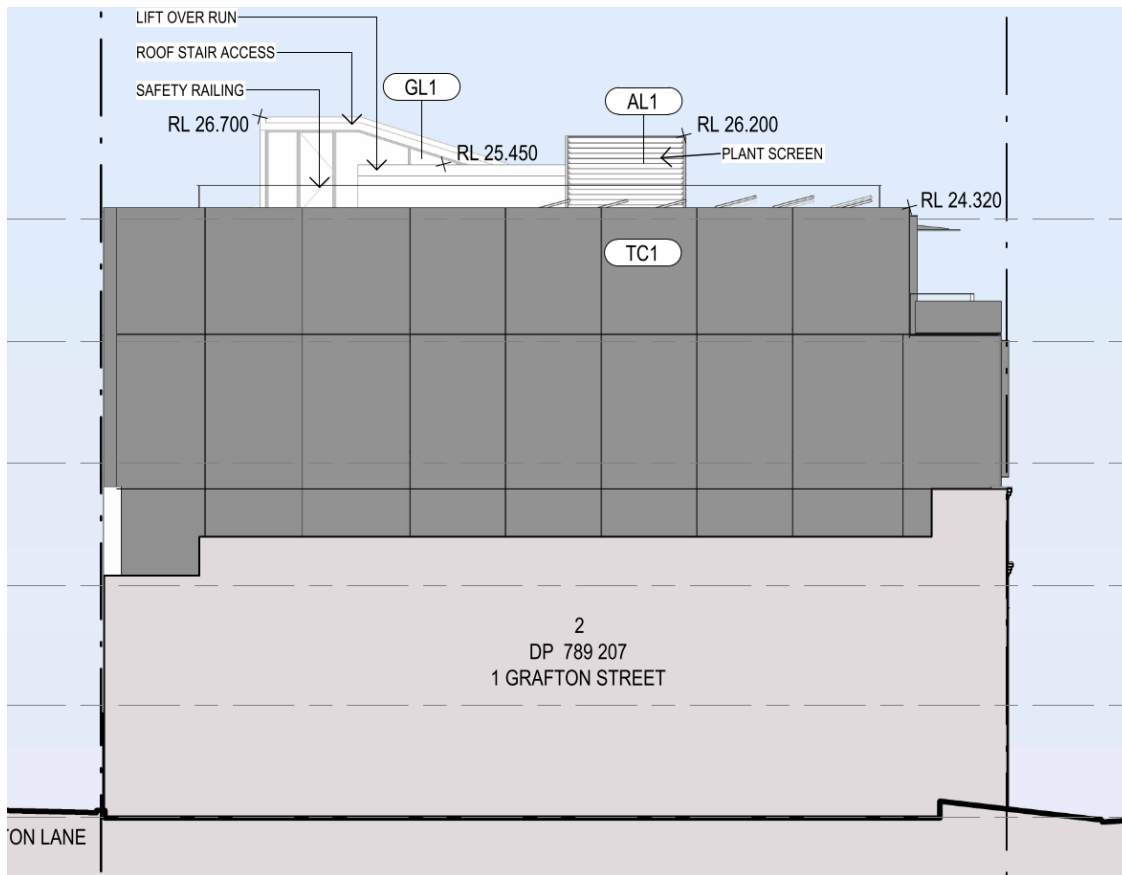 LIFT OVER RUN
ROOF STAIR ACCESS
SAFETY RAILING
GL1
AL1
RL 26.700
RL 26.200
RL 25.450
PLANT SCREEN
RL 24.320
TC1
2
DP 789 207
1 GRAFTON STREET
TON LANE